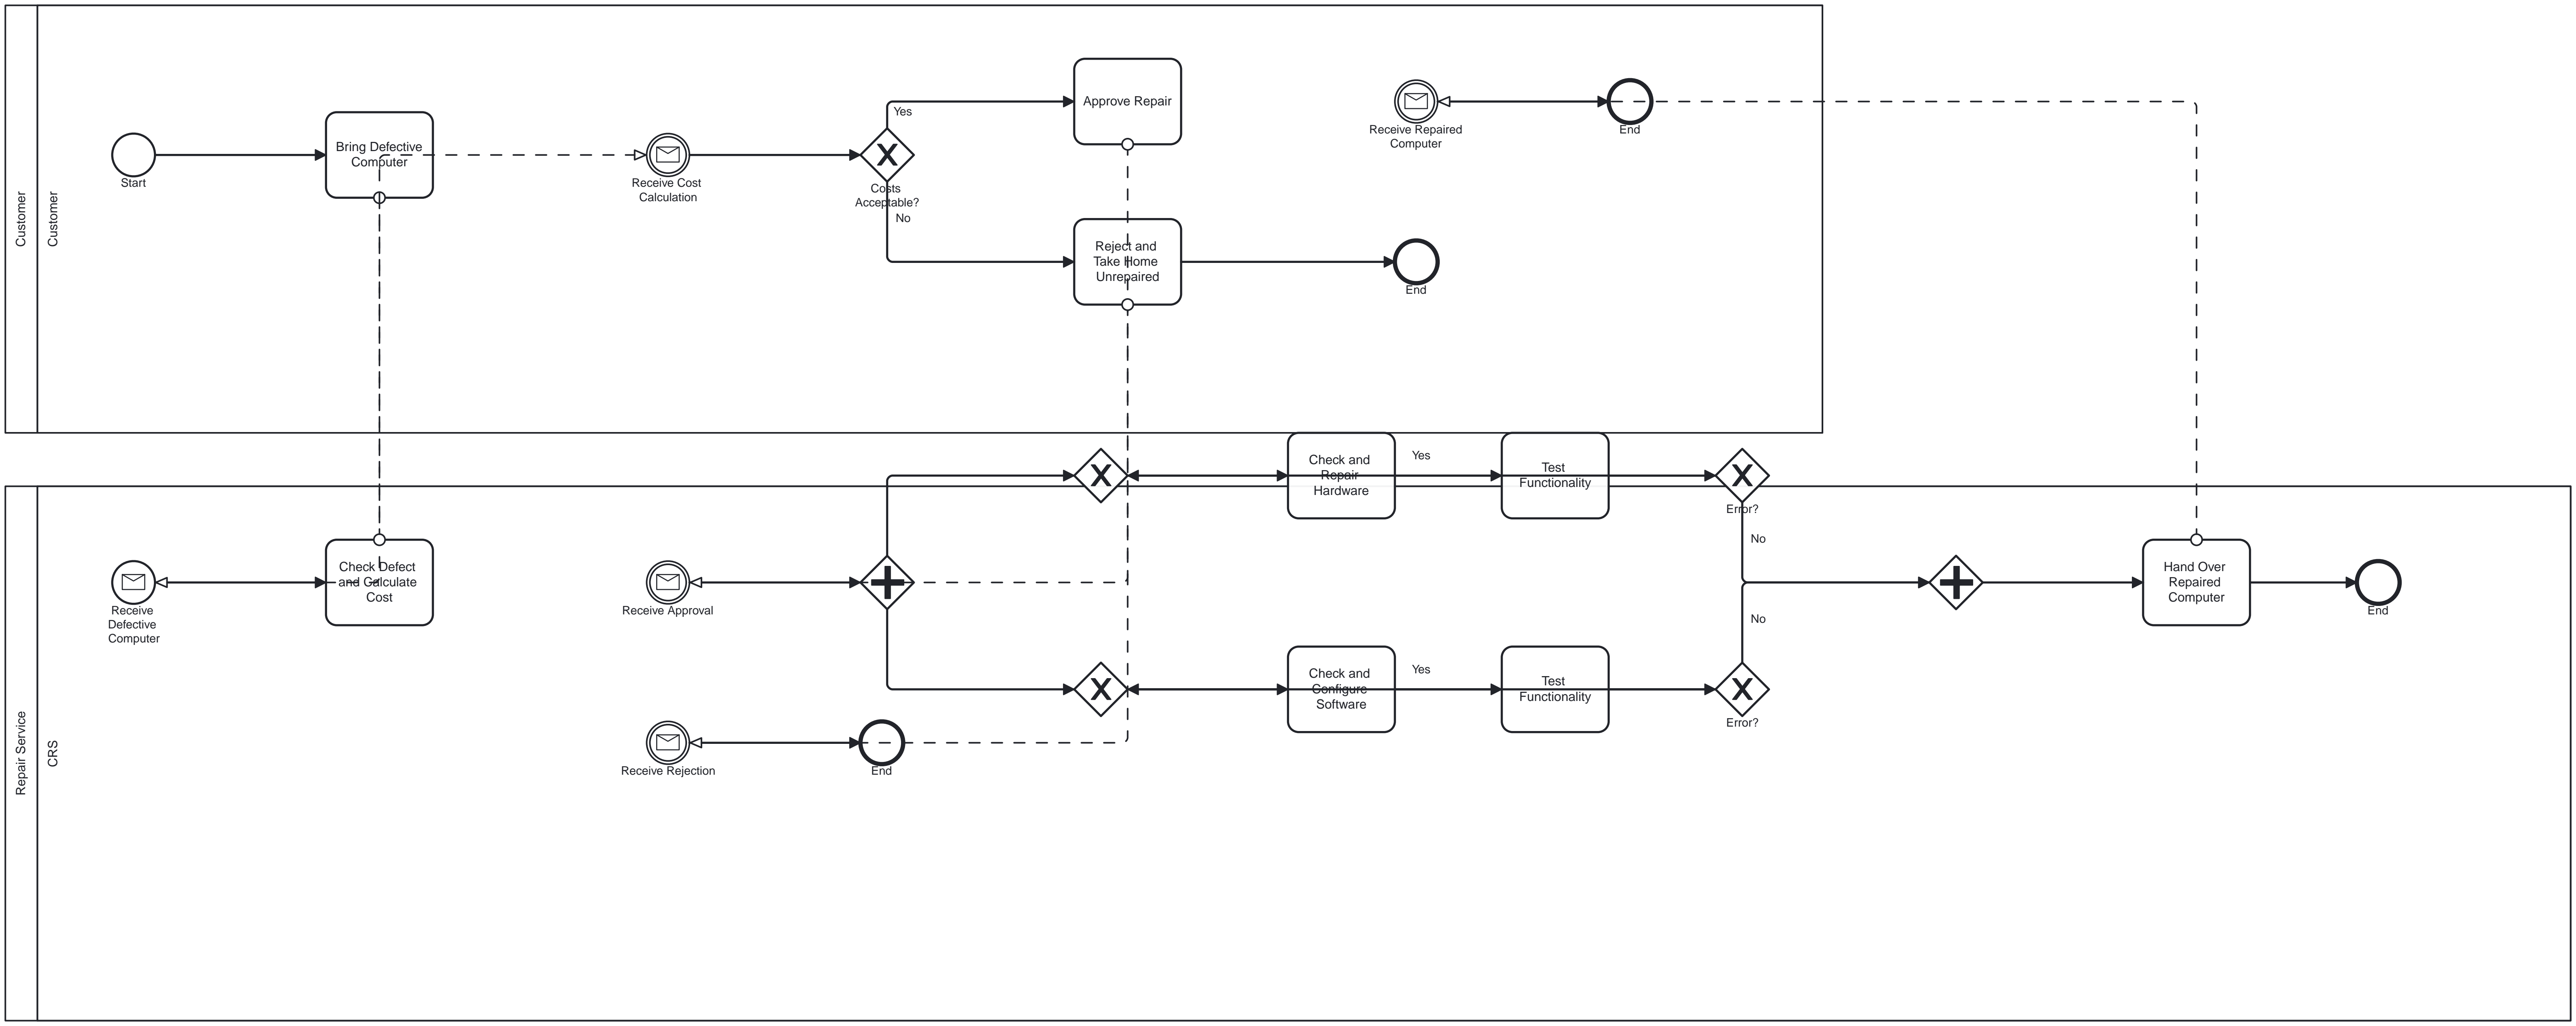 Customer
Customer
Start
Bring Defective
Computer
Receive Cost
Calculation
Yes
Costs
Acceptable?
No
Approve Repair
Reject and
Take Home
Unrepaired
End
Receive Repaired
Computer
End
Repair Service
CRS
Receive
Defective
Computer
Check Defect
and Calculate
Cost
Receive Approval
Receive Rejection
End
Check and
Repair
Hardware
Yes
Test
Functionality
Error?
No
Check and
Configure
Software
Yes
Test
Functionality
No
Error?
Hand Over
Repaired
Computer
End